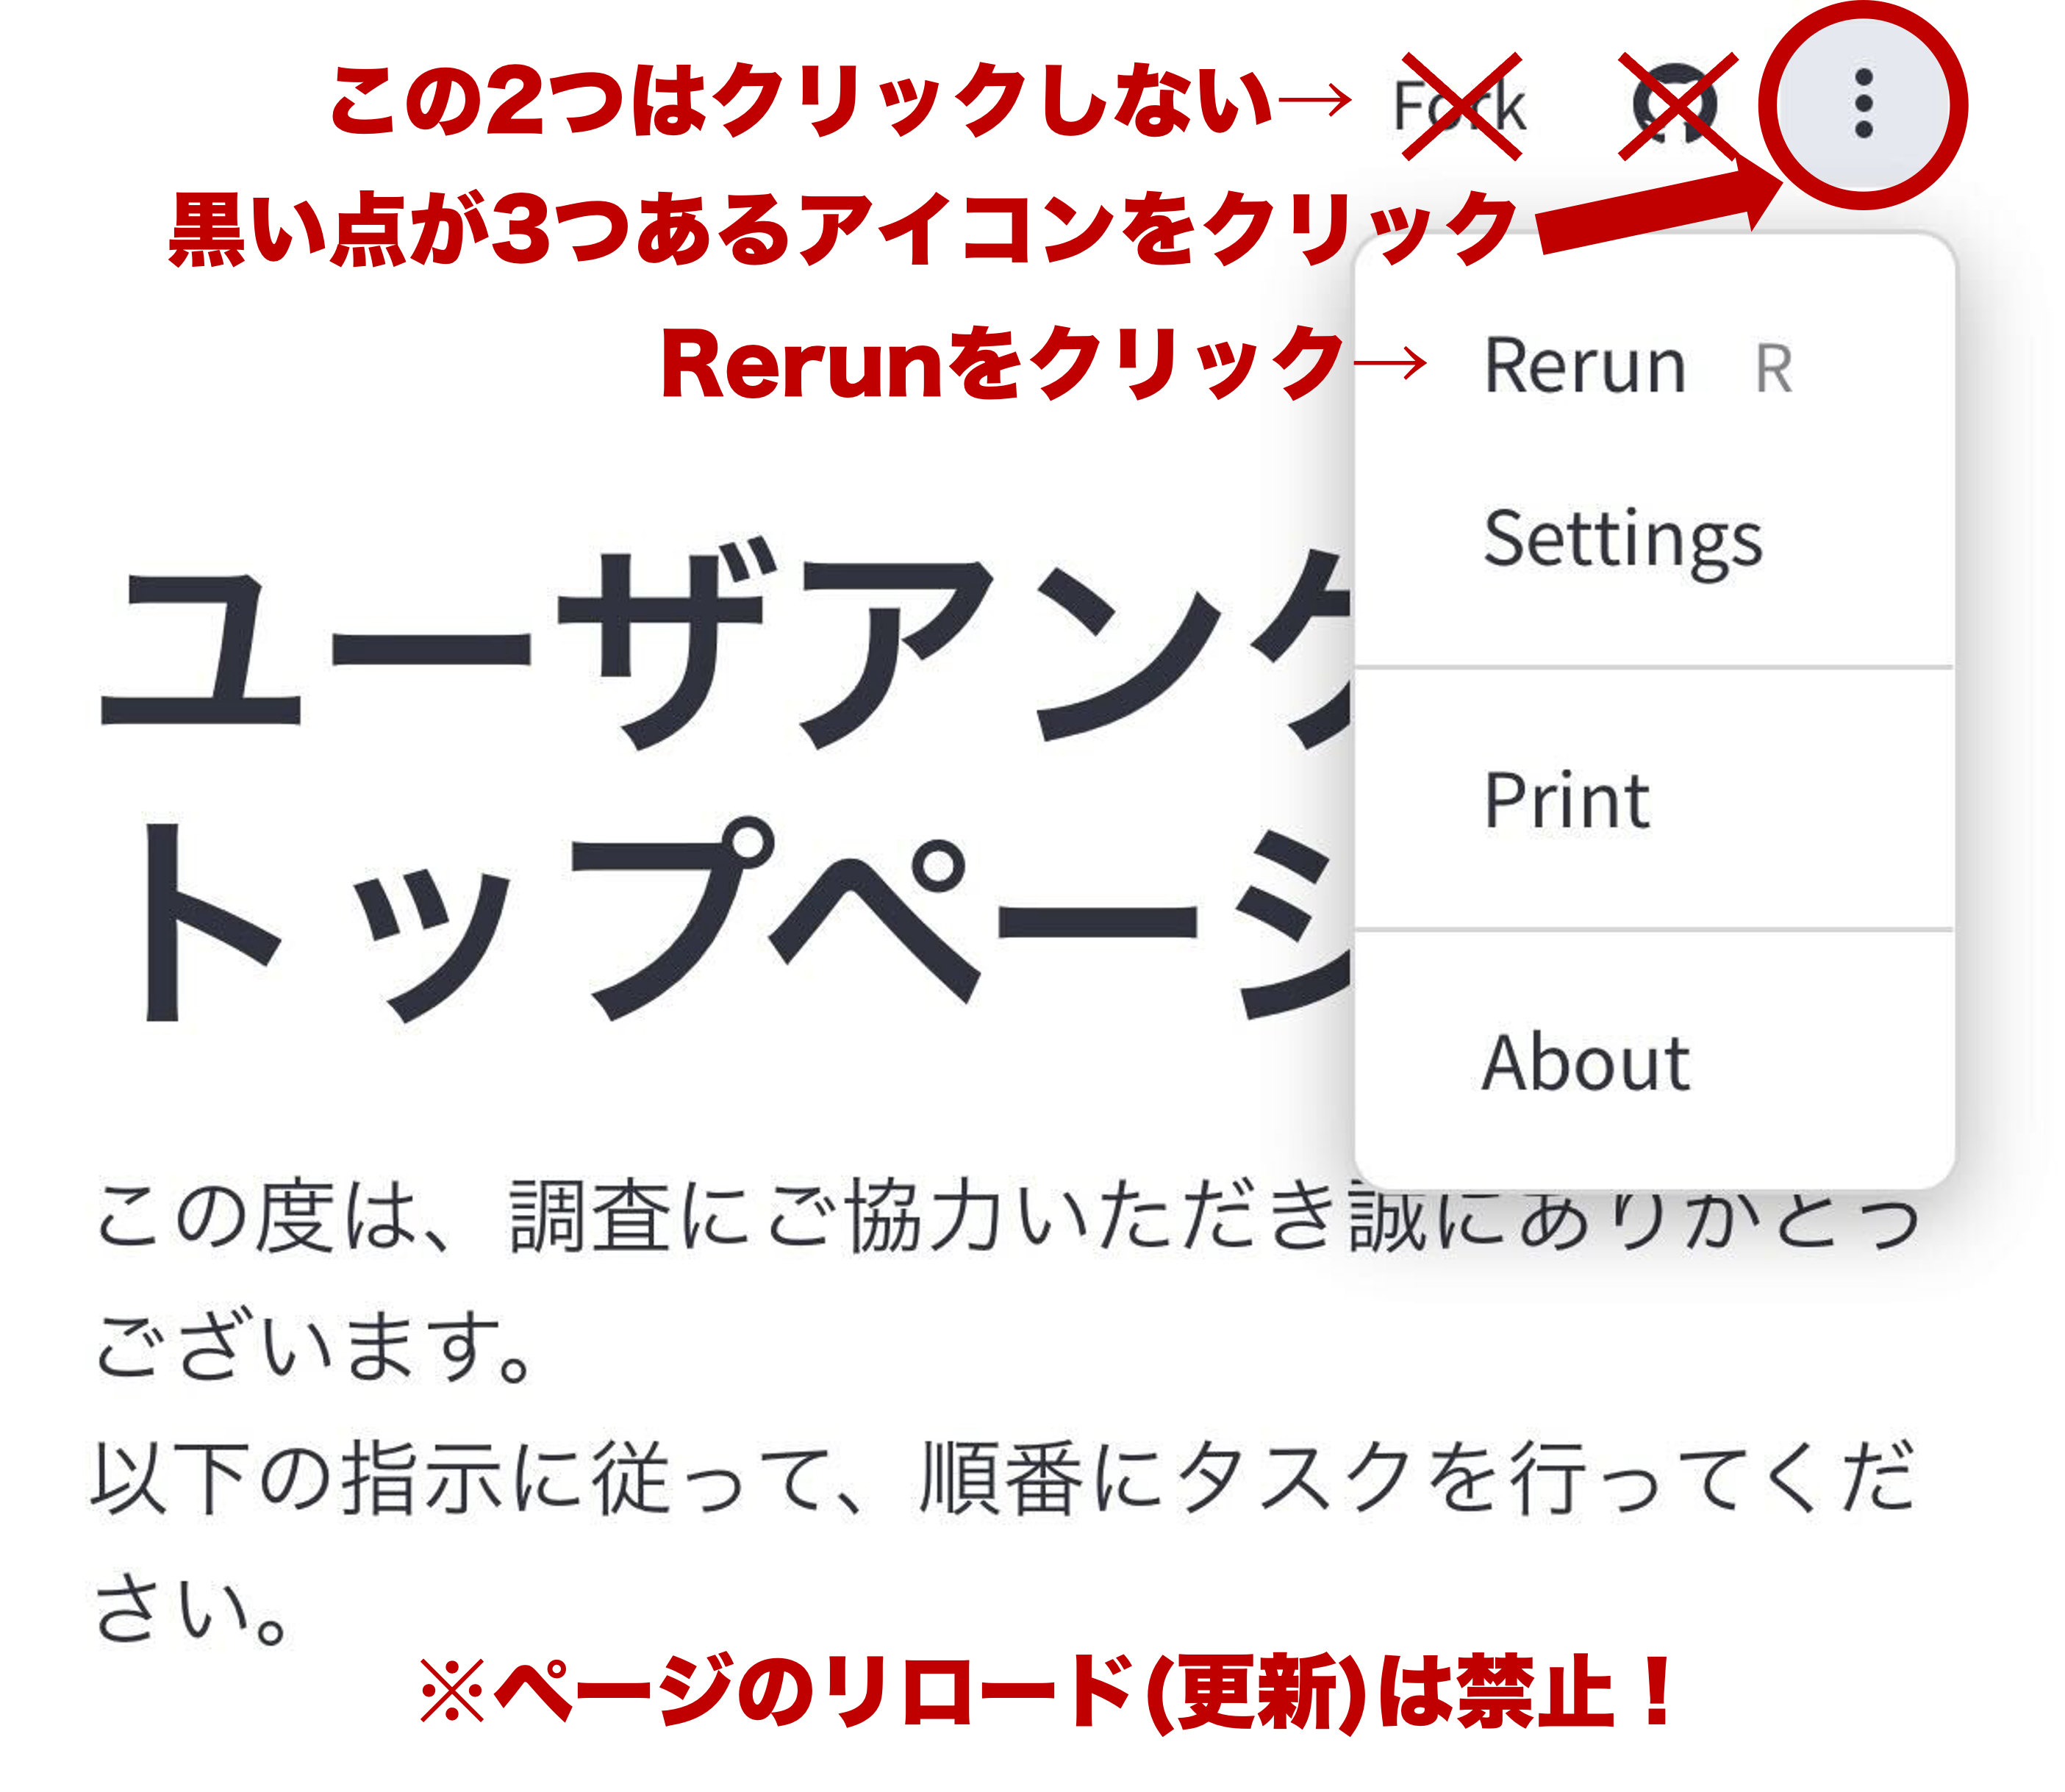 この2つはクリックしない→ Fork
黒い点が3つあるアイコンをクリック
Rerunをクリック→ Rerun R
Settings
ユーザアンケ
Print
トップページ
About
この度は、調査にご協力いただき誠にありがとう
ございます。
以下の指示に従って、順番にタスクを行ってくだ
さい。
※ページのリロード(更新)は禁止！